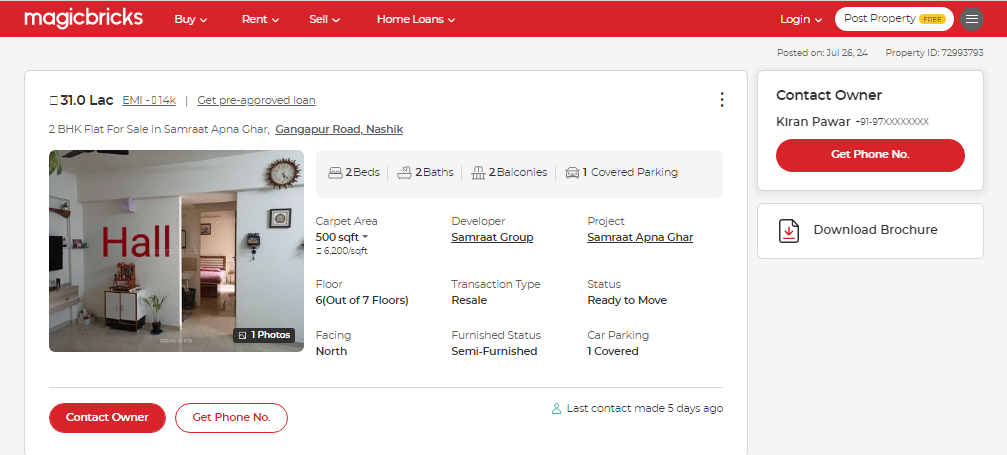 magicbricks
Buy Rent Sell Home Loans Login Post Property FREE
Posted on: Jul 26, 24 Property ID: 72993793
31.0 Lac EMI - 14k | Get pre-approved loan
2 BHK Flat For Sale in Samraat Apna Ghar, Gangapur Road, Nashik
Hall
1 Photos
2 Beds 2 Baths 2 Balconies 1 Covered Parking
Carpet Area Developer Project
500 sqft Samraat Group Samraat Apna Ghar
6,200/sqft
Floor Transaction Type Status
6(Out of 7 Floors) Resale Ready to Move
Facing Furnished Status Car Parking
North Semi-Furnished 1 Covered
Contact Owner Get Phone No. Last contact made 5 days ago
Contact Owner
Kiran Pawar +91-97XXXXXXXX
Get Phone No.
Download Brochure